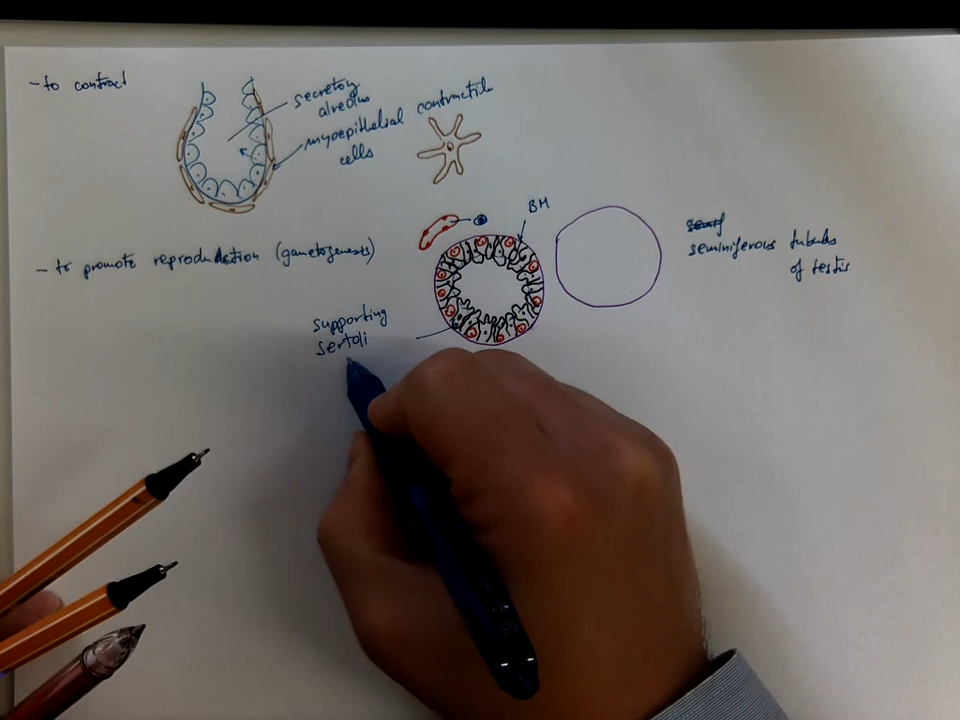 - to contract
secretory
alveolus
myoepithelial contractile
cells
BM
- to promote reproduction (gametogenesis)
seminiferous tubules
of testis
supporting
sertoli